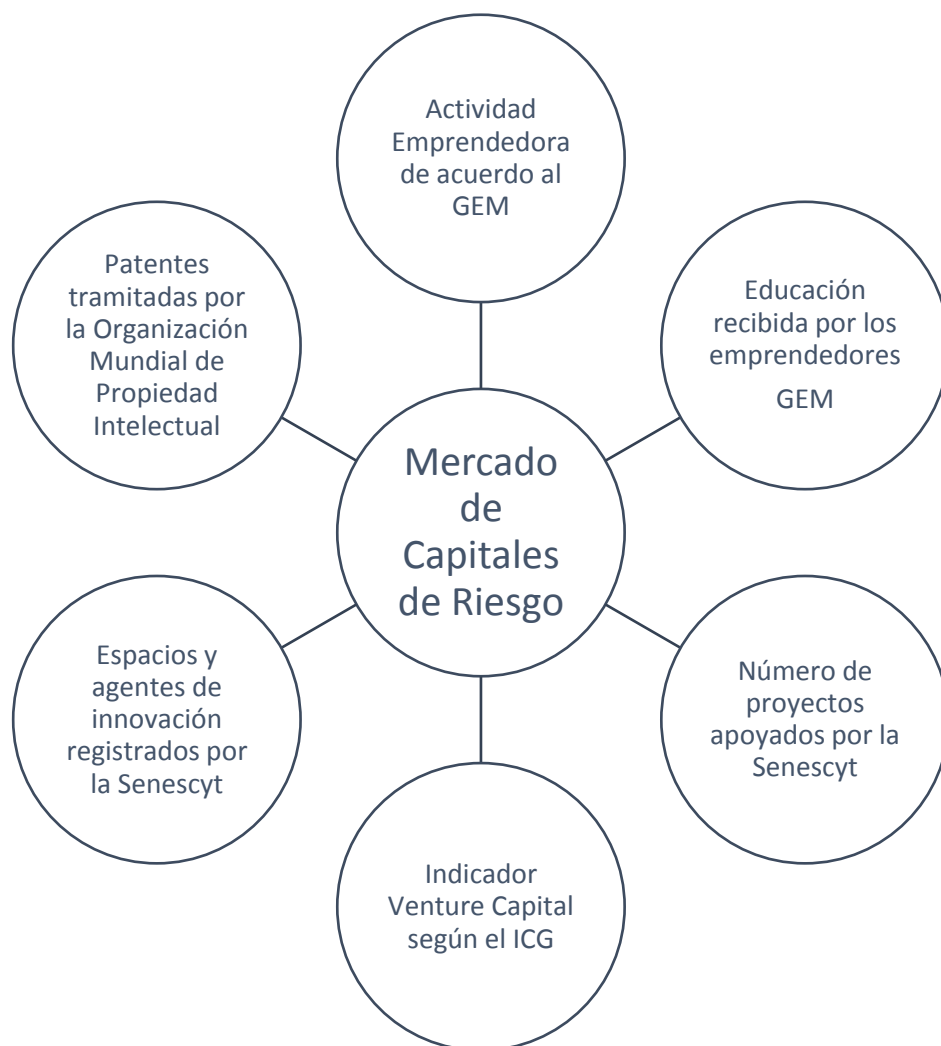 Actividad
Emprendedora
de acuerdo al
GEM
Patentes
tramitadas por
la Organización
Mundial de
Propiedad
Intelectual
Educación
recibida por los
emprendedores
GEM
Mercado
de
Capitales
de Riesgo
Espacios y
agentes de
innovación
registrados por
la Senescyt
Número de
proyectos
apoyados por la
Senescyt
Indicador
Venture Capital
según el ICG